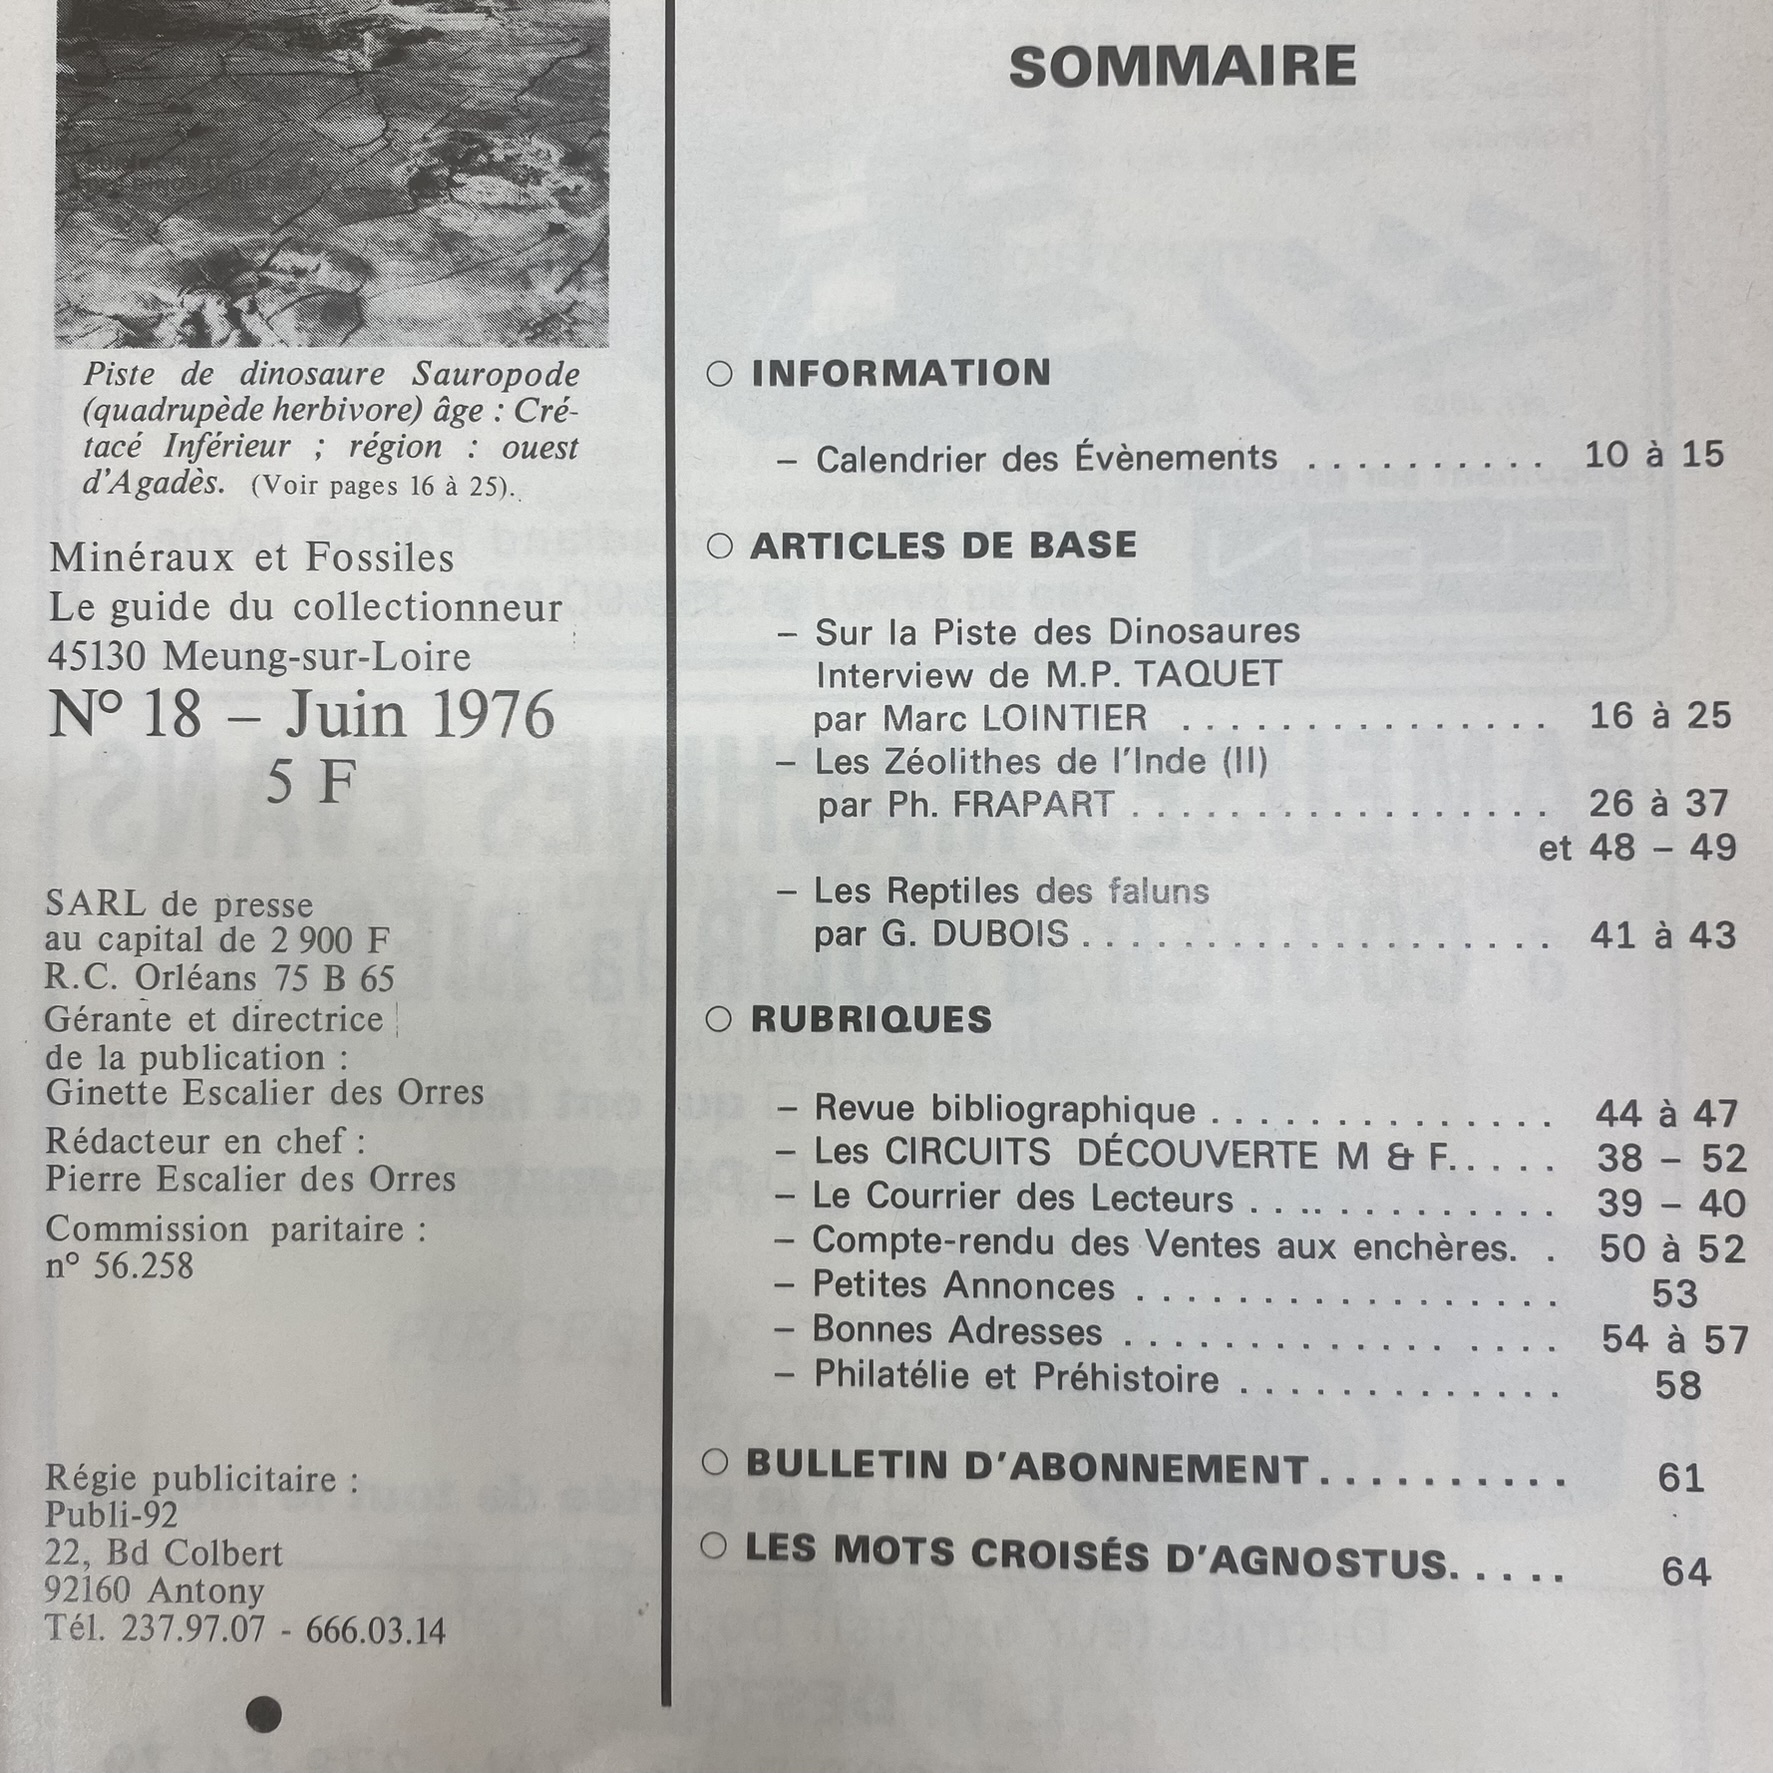 Piste de dinosaure Sauropode
(quadrupède herbivore) âge : Cré-
tacé Inférieur ; région : ouest
d'Agadès. (Voir pages 16 à 25).
Minéraux et Fossiles
Le guide du collectionneur
45130 Meung-sur-Loire
N° 18 – Juin 1976
5 F
SARL de presse
au capital de 2 900 F
R.C. Orléans 75 B 65
Gérante et directrice
de la publication :
Ginette Escalier des Orres
Rédacteur en chef :
Pierre Escalier des Orres
Commission paritaire :
n° 56.258
Régie publicitaire :
Publi-92
22, Bd Colbert
92160 Antony
Tél. 237.97.07 - 666.03.14
SOMMAIRE
○ INFORMATION
– Calendrier des Évènements . . . . . . . . . . 10 à 15
○ ARTICLES DE BASE
– Sur la Piste des Dinosaures
Interview de M.P. TAQUET
par Marc LOINTIER . . . . . . . . . . . . . . . 16 à 25
– Les Zéolithes de l'Inde (II)
par Ph. FRAPART . . . . . . . . . . . . . . . . . 26 à 37
et 48 – 49
– Les Reptiles des faluns
par G. DUBOIS . . . . . . . . . . . . . . . . . . . 41 à 43
○ RUBRIQUES
– Revue bibliographique . . . . . . . . . . . . . . 44 à 47
– Les CIRCUITS DÉCOUVERTE M & F. . . . . 38 – 52
– Le Courrier des Lecteurs . . . . . . . . . . . . . 39 – 40
– Compte-rendu des Ventes aux enchères. . 50 à 52
– Petites Annonces . . . . . . . . . . . . . . . . . 53
– Bonnes Adresses . . . . . . . . . . . . . . . . . 54 à 57
– Philatélie et Préhistoire . . . . . . . . . . . . . 58
○ BULLETIN D'ABONNEMENT . . . . . . . . . . 61
○ LES MOTS CROISÉS D'AGNOSTUS. . . . . 64